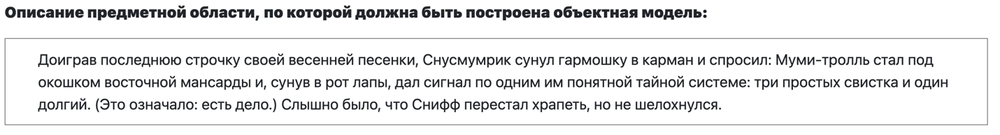 Описание предметной области, по которой должна быть построена объектная модель:
Доиграв последнюю строчку своей весенней песенки, Снусмумрик сунул гармошку в карман и спросил: Муми-тролль стал под
окошком восточной мансарды и, сунув в рот лапы, дал сигнал по одним им понятной тайной системе: три простых свистка и один
долгий. (Это означало: есть дело.) Слышно было, что Снифф перестал храпеть, но не шелохнулся.